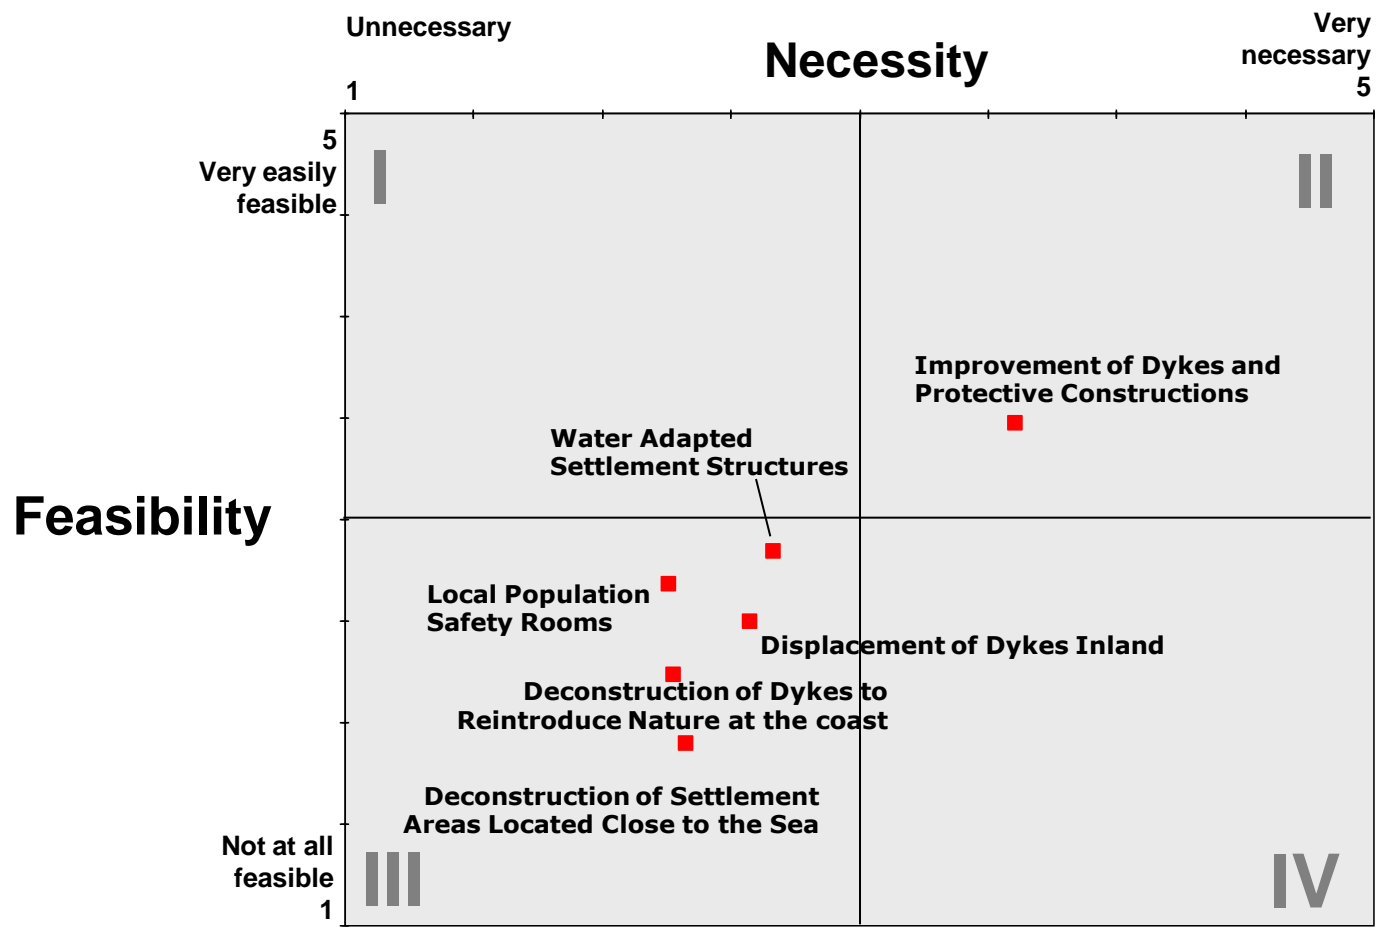 Unnecessary
Very
necessary
Necessity
1
5
5
Very easily
feasible
I
II
Improvement of Dykes and
Protective Constructions
Water Adapted
Settlement Structures
Feasibility
Local Population
Safety Rooms
Displacement of Dykes Inland
Deconstruction of Dykes to
Reintroduce Nature at the coast
Deconstruction of Settlement
Areas Located Close to the Sea
Not at all
feasible
1
III
IV